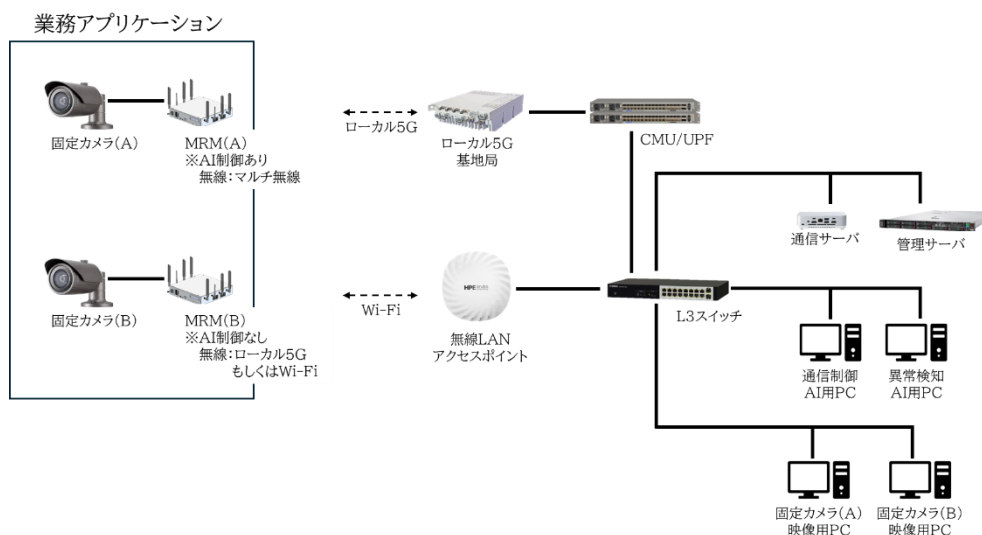 業務アプリケーション
固定カメラ(A)
MRM(A)
※AI制御あり
無線：マルチ無線
ローカル5G
ローカル5G
基地局
CMU/UPF
通信サーバ
管理サーバ
固定カメラ(B)
MRM(B)
※AI制御なし
無線：ローカル5G
もしくはWi-Fi
Wi-Fi
無線LAN
アクセスポイント
L3スイッチ
通信制御
AI用PC
異常検知
AI用PC
固定カメラ(A)
映像用PC
固定カメラ(B)
映像用PC